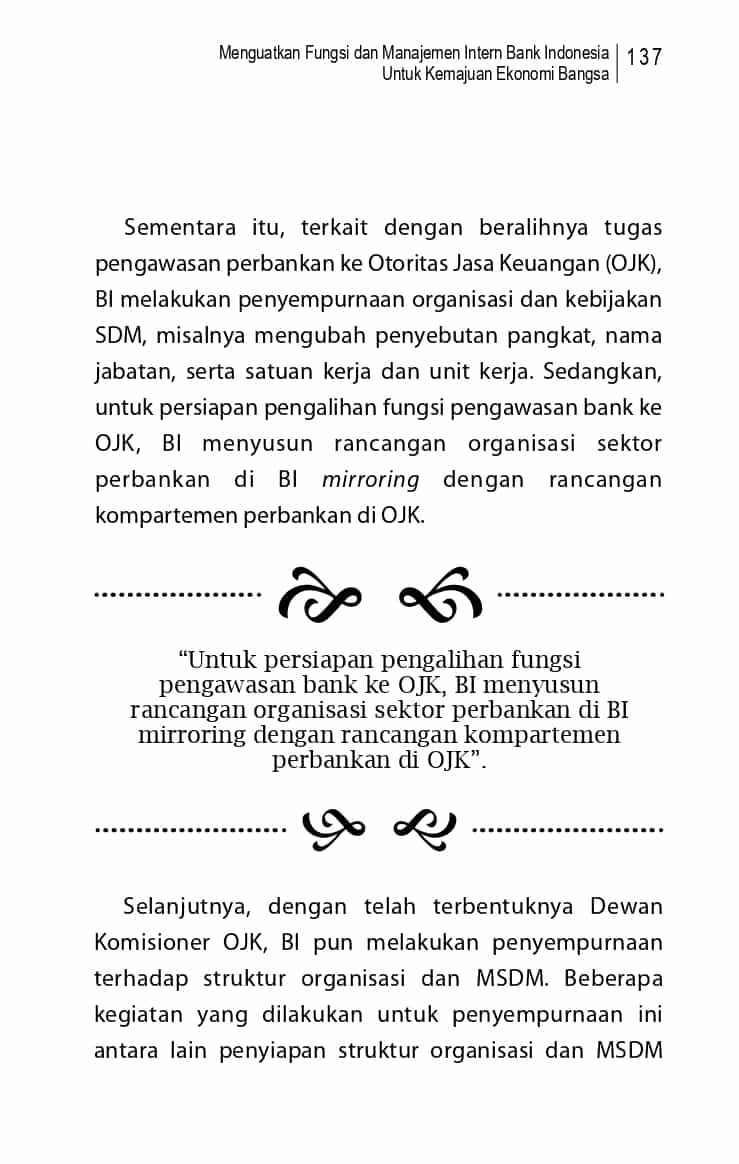 Menguatkan Fungsi dan Manajemen Intern Bank Indonesia
Untuk Kemajuan Ekonomi Bangsa
137
Sementara itu, terkait dengan beralihnya tugas
pengawasan perbankan ke Otoritas Jasa Keuangan (OJK),
BI melakukan penyempurnaan organisasi dan kebijakan
SDM, misalnya mengubah penyebutan pangkat, nama
jabatan, serta satuan kerja dan unit kerja. Sedangkan,
untuk persiapan pengalihan fungsi pengawasan bank ke
OJK, BI menyusun rancangan organisasi sektor
perbankan di BI mirroring dengan rancangan
kompartemen perbankan di OJK.
“Untuk persiapan pengalihan fungsi
pengawasan bank ke OJK, BI menyusun
rancangan organisasi sektor perbankan di BI
mirroring dengan rancangan kompartemen
perbankan di OJK”.
Selanjutnya, dengan telah terbentuknya Dewan
Komisioner OJK, BI pun melakukan penyempurnaan
terhadap struktur organisasi dan MSDM. Beberapa
kegiatan yang dilakukan untuk penyempurnaan ini
antara lain penyiapan struktur organisasi dan MSDM